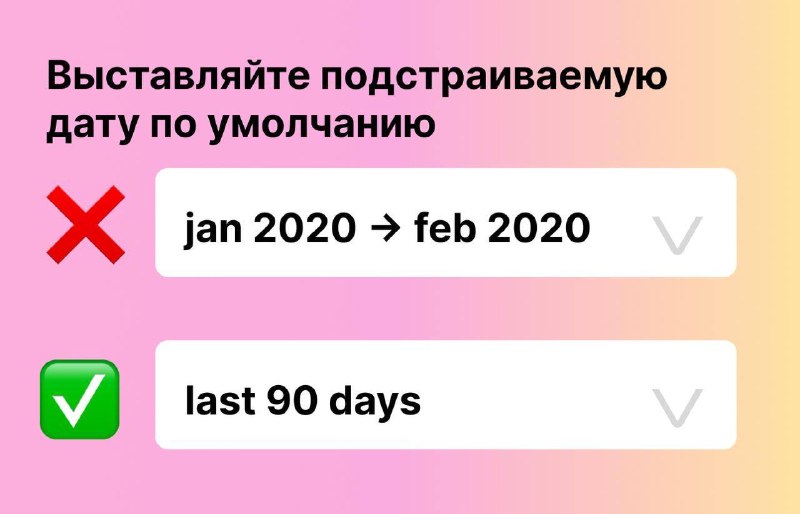 Выставляйте подстраиваемую
дату по умолчанию
jan 2020 → feb 2020
last 90 days